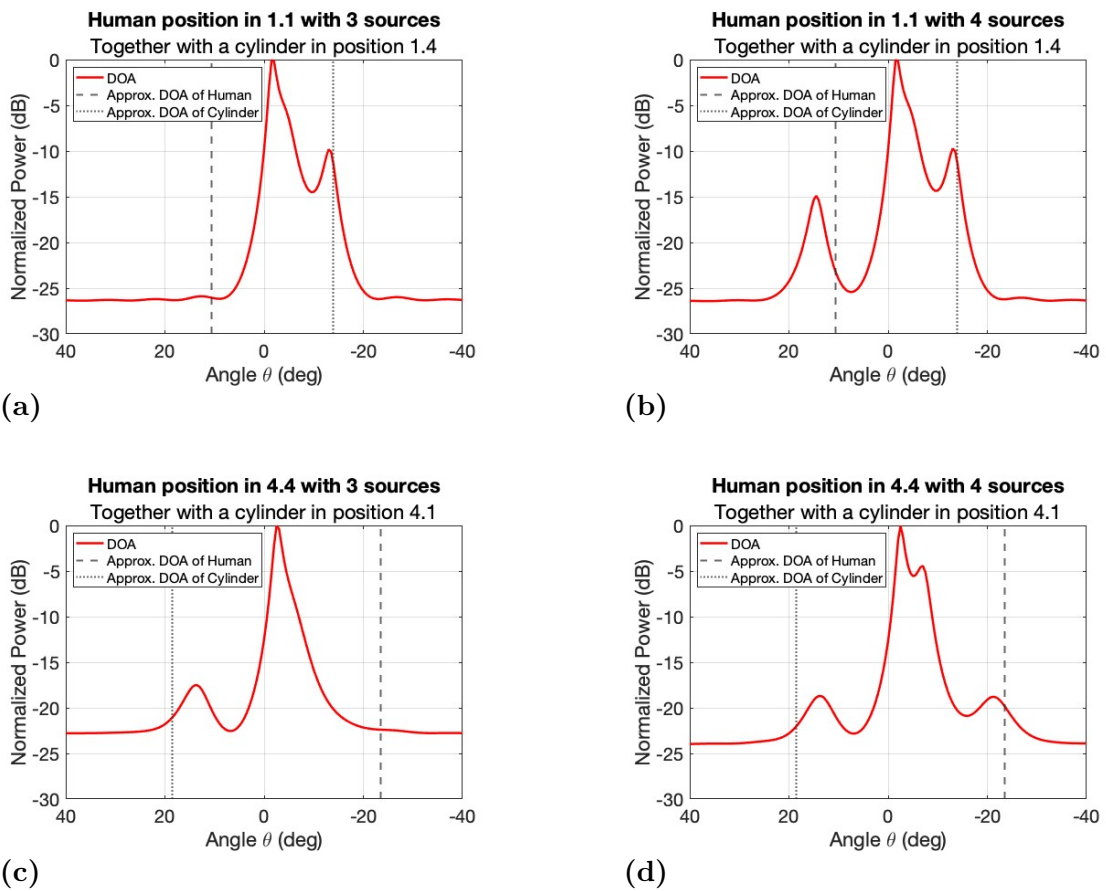 Human position in 1.1 with 3 sources
Together with a cylinder in position 1.4
0
-5
-10
-15
-20
-25
-30
Normalized Power (dB)
DOA
Approx. DOA of Human
Approx. DOA of Cylinder
40 20 0 -20 -40
Angle θ (deg)
(a)
Human position in 1.1 with 4 sources
Together with a cylinder in position 1.4
0
-5
-10
-15
-20
-25
-30
Normalized Power (dB)
DOA
Approx. DOA of Human
Approx. DOA of Cylinder
40 20 0 -20 -40
Angle θ (deg)
(b)
Human position in 4.4 with 3 sources
Together with a cylinder in position 4.1
0
-5
-10
-15
-20
-25
-30
Normalized Power (dB)
DOA
Approx. DOA of Human
Approx. DOA of Cylinder
40 20 0 -20 -40
Angle θ (deg)
(c)
Human position in 4.4 with 4 sources
Together with a cylinder in position 4.1
0
-5
-10
-15
-20
-25
-30
Normalized Power (dB)
DOA
Approx. DOA of Human
Approx. DOA of Cylinder
40 20 0 -20 -40
Angle θ (deg)
(d)